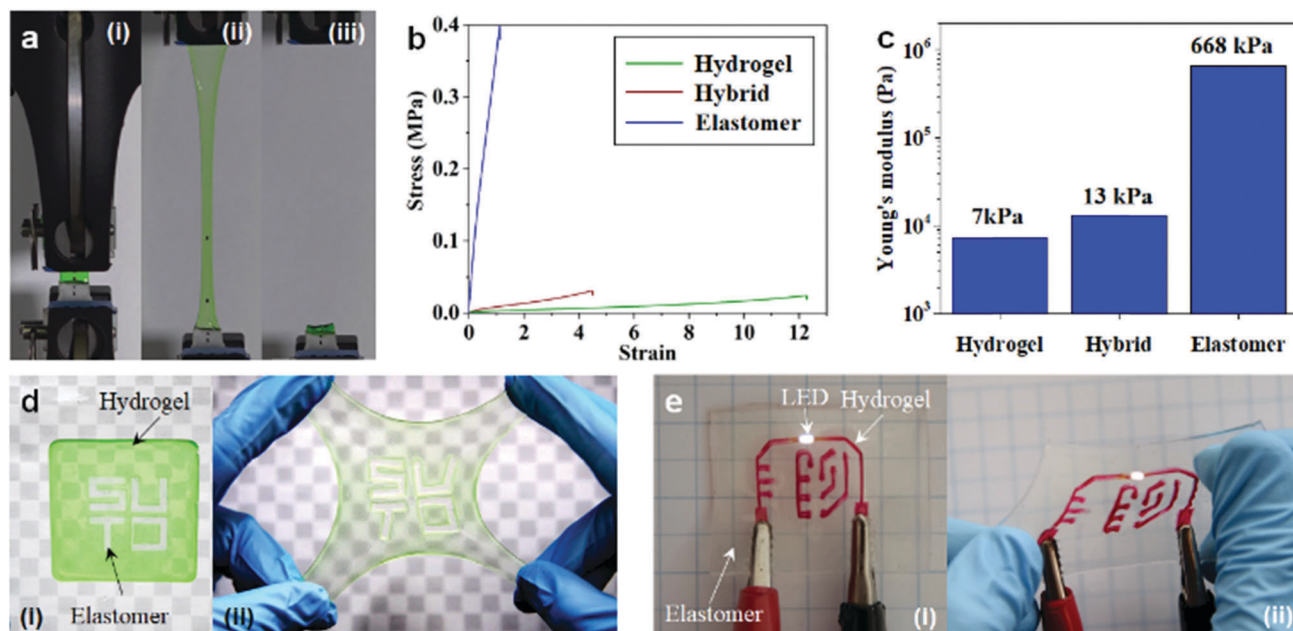 a (i) (ii) (iii)
b
0.4
0.3
0.2
0.1
0.0
Stress (MPa)
Hydrogel
Hybrid
Elastomer
0 2 4 6 8 10 12
Strain
c
Young's modulus (Pa)
10⁶
10⁵
10⁴
10³
7kPa
13 kPa
668 kPa
Hydrogel Hybrid Elastomer
d
Hydrogel
SU
TD
Elastomer
(i)
SU
TD
(ii)
e
LED
Hydrogel
Elastomer
(i)
(ii)